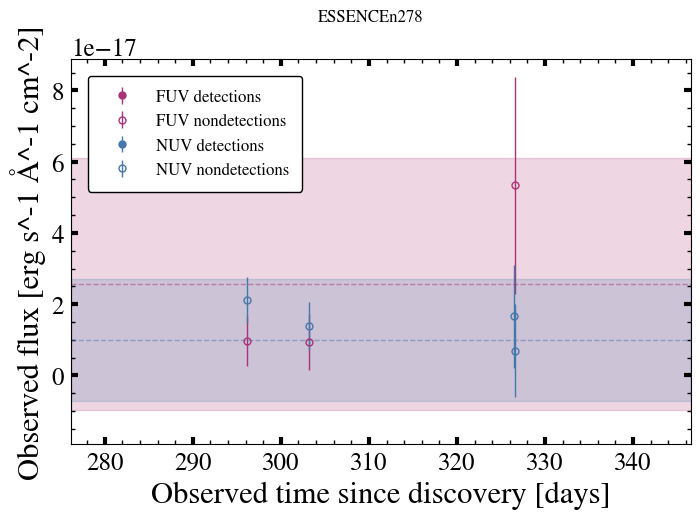 ESSENCEn278
1e−17
Observed flux [erg s^-1 Å^-1 cm^-2]
8
6
4
2
0
FUV detections
FUV nondetections
NUV detections
NUV nondetections
280 290 300 310 320 330 340
Observed time since discovery [days]